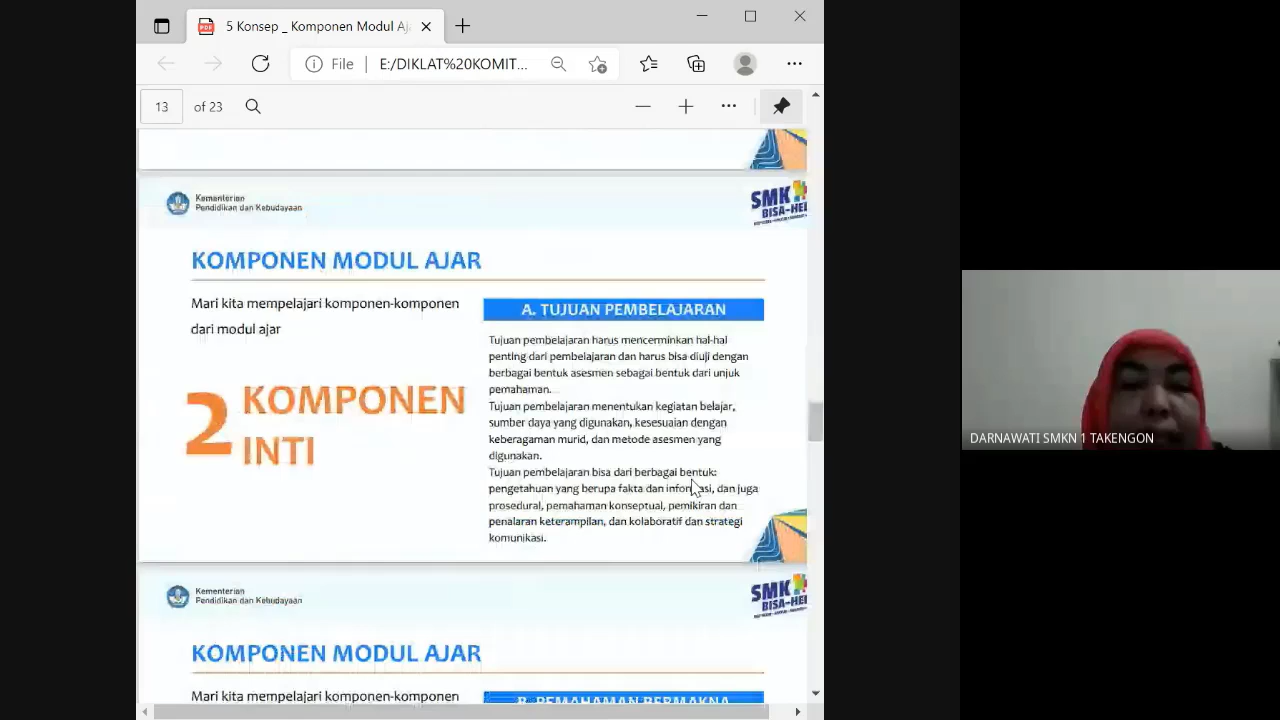 5 Konsep _ Komponen Modul Aj
File
E:/DIKLAT%20KOMIT...
13
of 23
Kementerian
Pendidikan dan Kebudayaan
SMK
BISA-HE
KOMPONEN MODUL AJAR
Mari kita mempelajari komponen-komponen
dari modul ajar
2 KOMPONEN
INTI
A. TUJUAN PEMBELAJARAN
Tujuan pembelajaran harus mencerminkan hal-hal
penting dari pembelajaran dan harus bisa diuji dengan
berbagai bentuk asesmen sebagai bentuk dari unjuk
pemahaman.
Tujuan pembelajaran menentukan kegiatan belajar,
sumber daya yang digunakan, kesesuaian dengan
keberagaman murid, dan metode asesmen yang
digunakan.
Tujuan pembelajaran bisa dari berbagai bentuk:
pengetahuan yang berupa fakta dan informasi, dan juga
prosedural, pemahaman konseptual, pemikiran dan
penalaran keterampilan, dan kolaboratif dan strategi
komunikasi.
Kementerian
Pendidikan dan Kebudayaan
SMK
BISA-HE
KOMPONEN MODUL AJAR
Mari kita mempelajari komponen-komponen
B. PEMAHAMAN BERMAKNA
DARNAWATI SMKN 1 TAKENGON